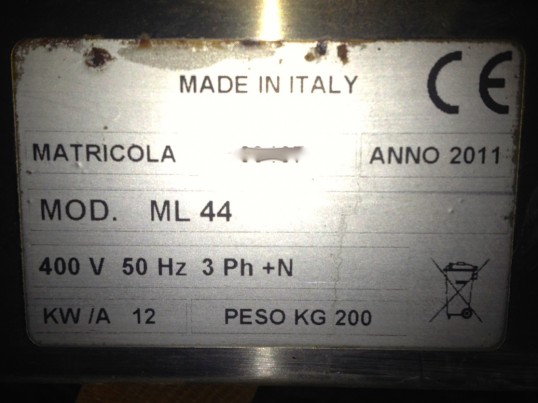 MADE IN ITALY CE
MATRICOLA ANNO 2011
MOD. ML 44
400 V 50 Hz 3 Ph +N
KW /A 12 PESO KG 200